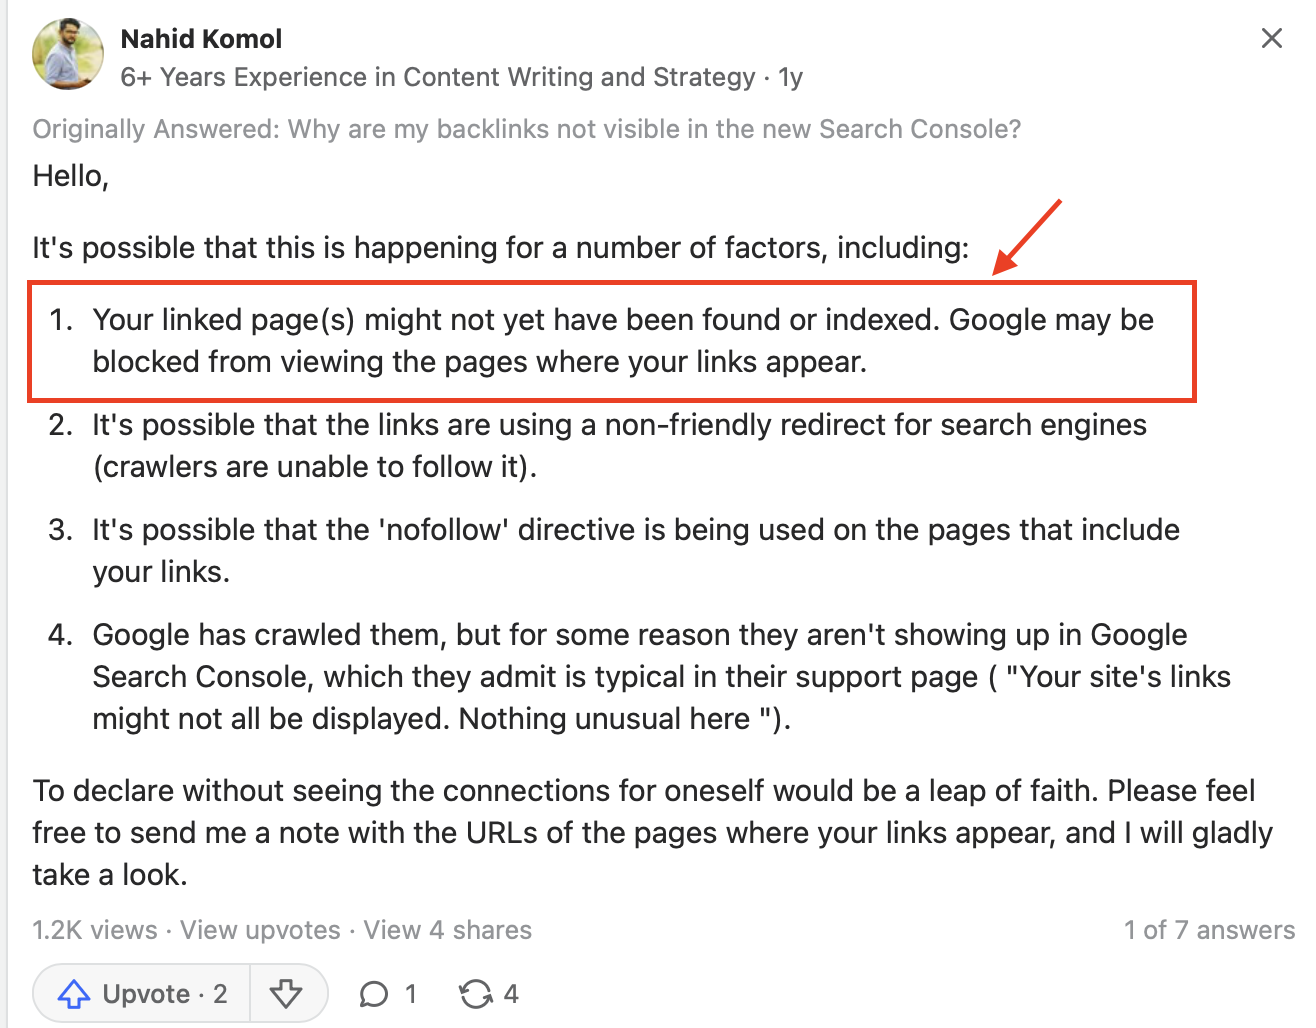 Nahid Komol
6+ Years Experience in Content Writing and Strategy · 1y
Originally Answered: Why are my backlinks not visible in the new Search Console?
Hello,
It's possible that this is happening for a number of factors, including:
1. Your linked page(s) might not yet have been found or indexed. Google may be
blocked from viewing the pages where your links appear.
2. It's possible that the links are using a non-friendly redirect for search engines
(crawlers are unable to follow it).
3. It's possible that the 'nofollow' directive is being used on the pages that include
your links.
4. Google has crawled them, but for some reason they aren't showing up in Google
Search Console, which they admit is typical in their support page ( "Your site's links
might not all be displayed. Nothing unusual here ").
To declare without seeing the connections for oneself would be a leap of faith. Please feel
free to send me a note with the URLs of the pages where your links appear, and I will gladly
take a look.
1.2K views · View upvotes · View 4 shares
1 of 7 answers
Upvote · 2
1
4